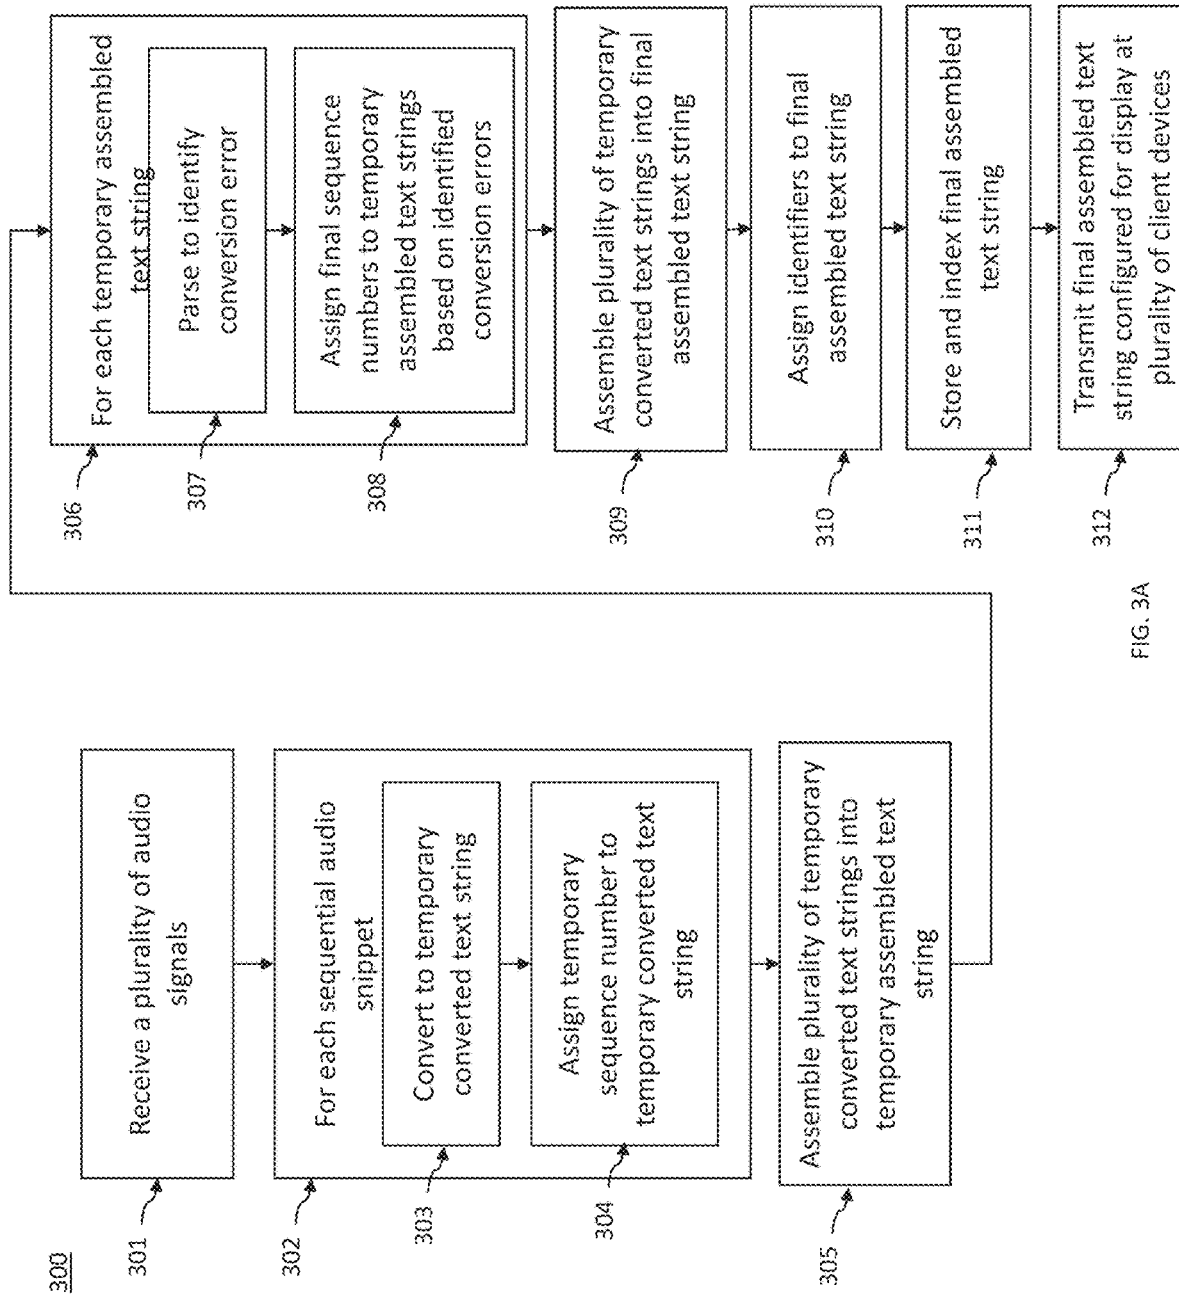 300
301
Receive a plurality of audio
signals
302
For each sequential audio
snippet
303
Convert to temporary
converted text string
304
Assign temporary
sequence number to
temporary converted text
string
305
Assemble plurality of temporary
converted text strings into
temporary assembled text
string
306
For each temporary assembled
text string
307
Parse to identify
conversion error
308
Assign final sequence
numbers to temporary
assembled text strings
based on identified
conversion errors
309
Assemble plurality of temporary
converted text strings into final
assembled text string
310
Assign identifiers to final
assembled text string
311
Store and index final assembled
text string
312
Transmit final assembled text
string configured for display at
plurality of client devices
FIG. 3A